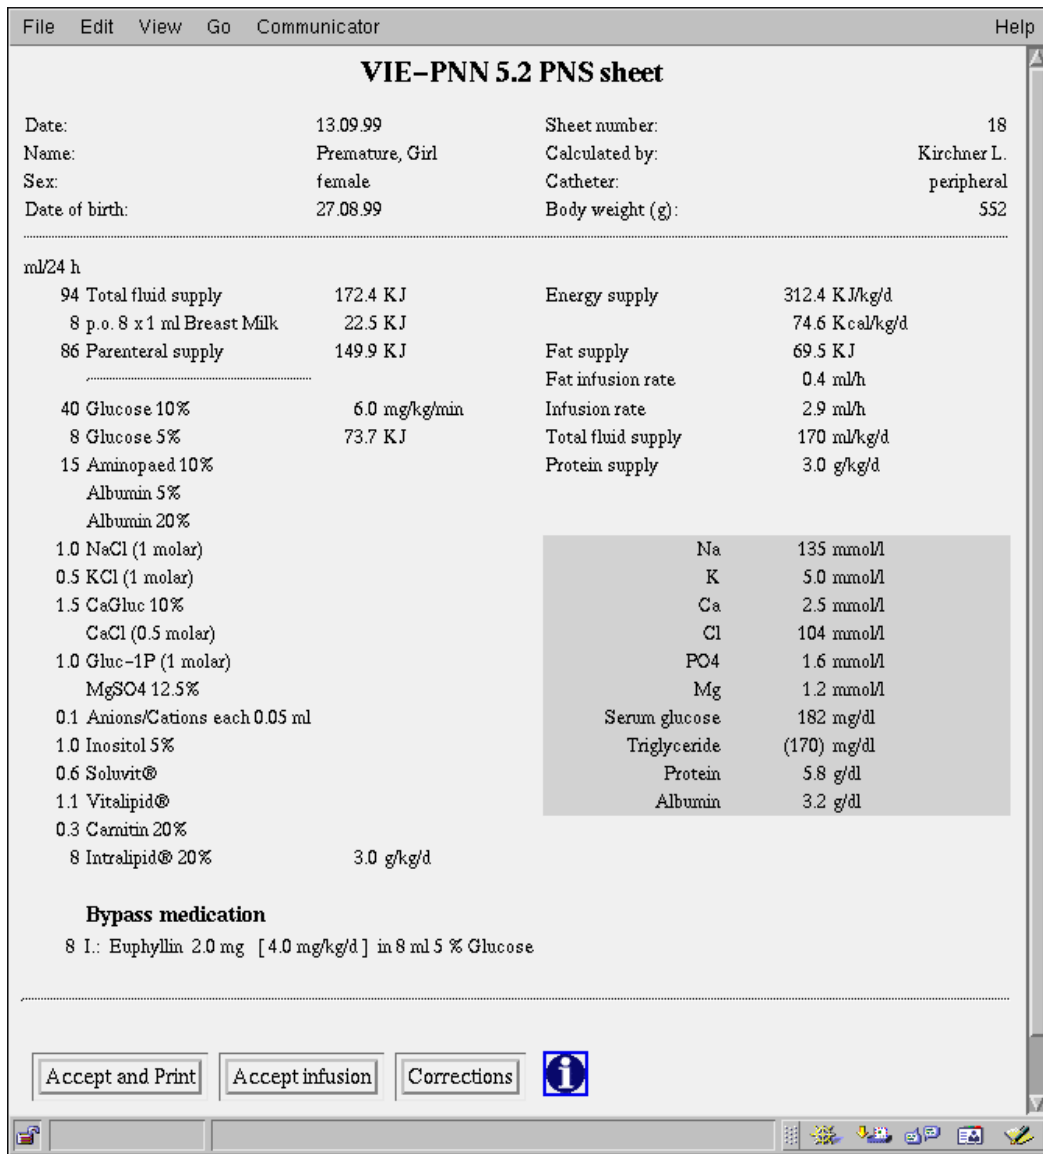 File Edit View Go Communicator Help
VIE-PNN 5.2 PNS sheet
Date: 13.09.99 Sheet number: 18
Name: Premature, Girl Calculated by: Kirchner L.
Sex: female Catheter: peripheral
Date of birth: 27.08.99 Body weight (g): 552
ml/24 h
94 Total fluid supply 172.4 KJ Energy supply 312.4 KJ/kg/d
8 p.o. 8 x 1 ml Breast Milk 22.5 KJ 74.6 Kcal/kg/d
86 Parenteral supply 149.9 KJ Fat supply 69.5 KJ
Fat infusion rate 0.4 ml/h
40 Glucose 10% 6.0 mg/kg/min Infusion rate 2.9 ml/h
8 Glucose 5% 73.7 KJ Total fluid supply 170 ml/kg/d
15 Aminopaed 10% Protein supply 3.0 g/kg/d
Albumin 5%
Albumin 20%
1.0 NaCl (1 molar) Na 135 mmol/l
0.5 KCl (1 molar) K 5.0 mmol/l
1.5 CaGluc 10% Ca 2.5 mmol/l
CaCl (0.5 molar) Cl 104 mmol/l
1.0 Gluc-1P (1 molar) PO4 1.6 mmol/l
MgSO4 12.5% Mg 1.2 mmol/l
0.1 Anions/Cations each 0.05 ml Serum glucose 182 mg/dl
1.0 Inositol 5% Triglyceride (170) mg/dl
0.6 Soluvit® Protein 5.8 g/dl
1.1 Vitalipid® Albumin 3.2 g/dl
0.3 Carnitin 20%
8 Intralipid® 20% 3.0 g/kg/d
Bypass medication
8 I.: Euphyllin 2.0 mg [ 4.0 mg/kg/d ] in 8 ml 5 % Glucose
Accept and Print Accept infusion Corrections i